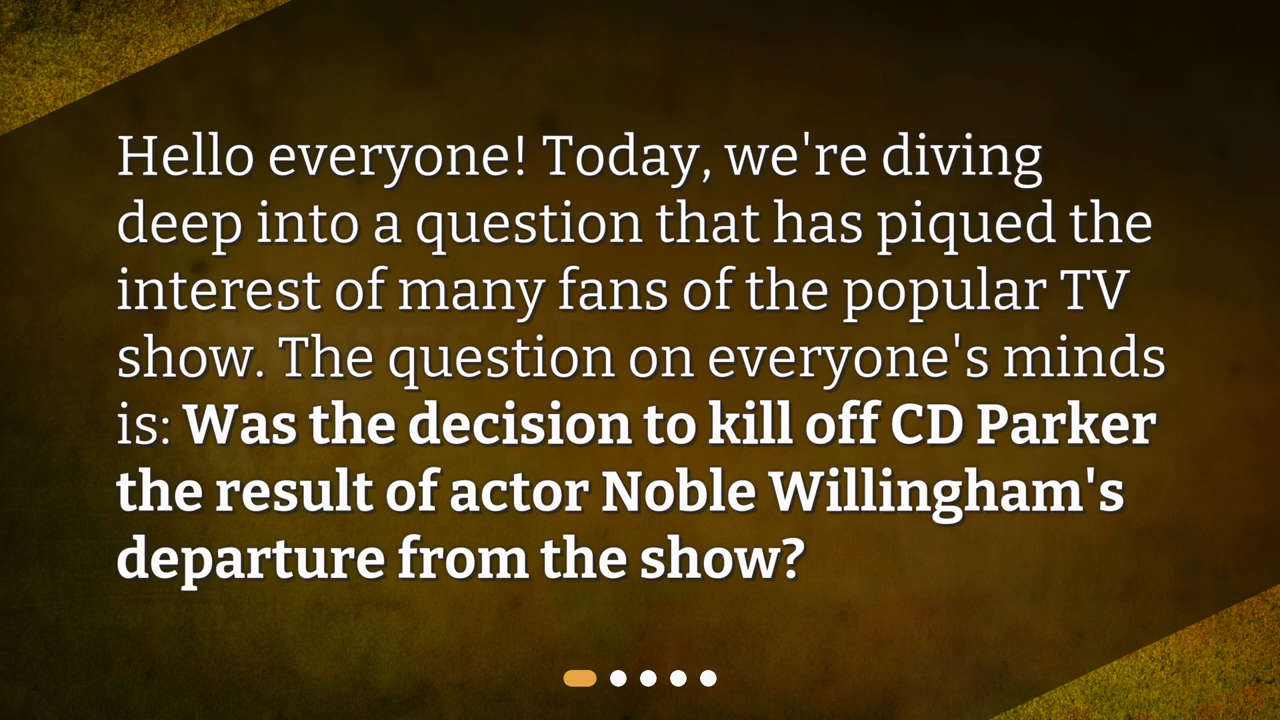 Hello everyone! Today, we're diving
deep into a question that has piqued the
interest of many fans of the popular TV
show. The question on everyone's minds
is: Was the decision to kill off CD Parker
the result of actor Noble Willingham's
departure from the show?